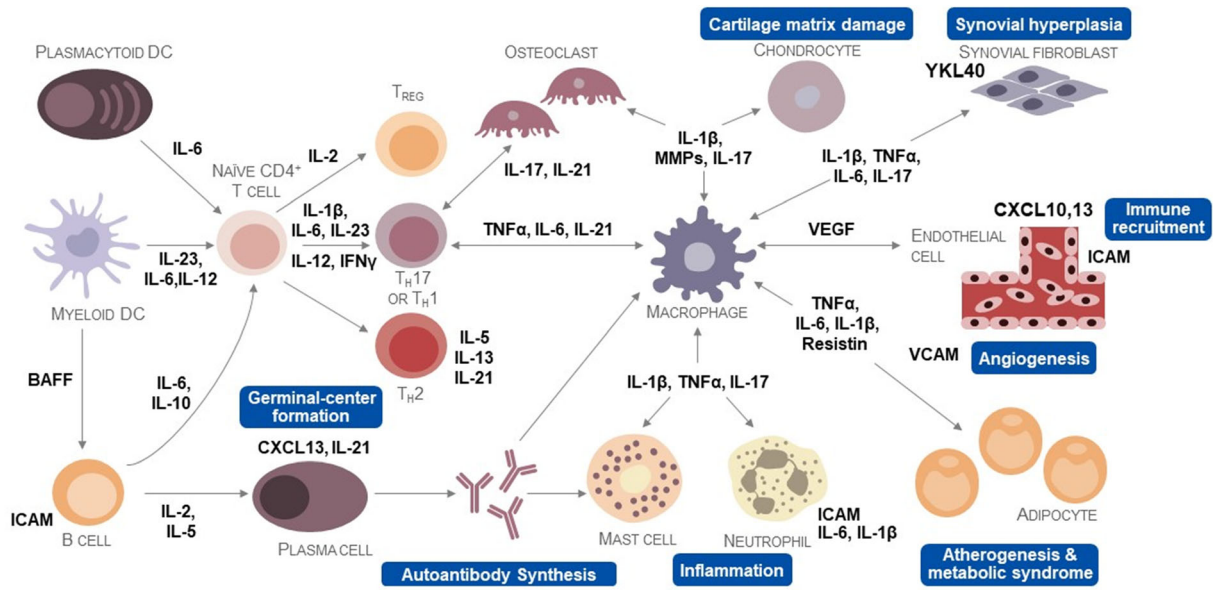 Cartilage matrix damage
Synovial hyperplasia
PLASMACYTOID DC
OSTEOCLAST
CHONDROCYTE
SYNOVIAL FIBROBLAST
YKL40
TREG
IL-6
IL-2
NAÏVE CD4+
T CELL
IL-1β,
MMPs, IL-17
IL-1β, TNFα,
IL-6, IL-17
IL-17, IL-21
IL-1β,
IL-6, IL-23
IL-12, IFNγ
TNFα, IL-6, IL-21
VEGF
CXCL10,13
Immune
recruitment
ENDOTHELIAL
CELL
ICAM
IL-23,
IL-6,IL-12
MYELOID DC
TH17
OR TH1
MACROPHAGE
TNFα,
IL-6, IL-1β,
Resistin
VCAM
Angiogenesis
IL-5
IL-13
IL-21
TH2
BAFF
IL-6,
IL-10
Germinal-center
formation
IL-1β, TNFα, IL-17
CXCL13, IL-21
ICAM
B CELL
IL-2,
IL-5
PLASMA CELL
MAST CELL
NEUTROPHIL
ICAM
IL-6, IL-1β
ADIPOCYTE
Autoantibody Synthesis
Inflammation
Atherogenesis &
metabolic syndrome